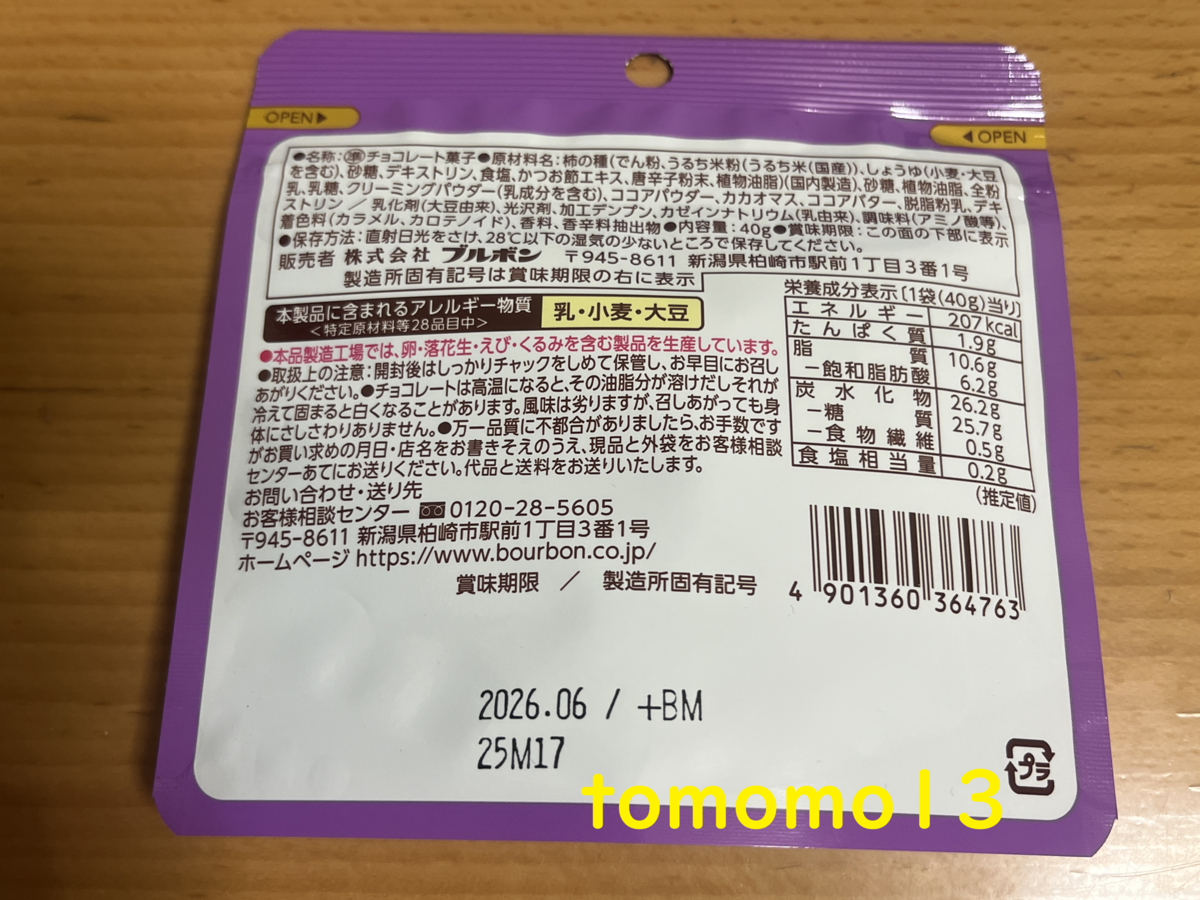 OPEN▶
◀OPEN
●名称:準チョコレート菓子●原材料名:柿の種(でん粉、うるち米粉(うるち米(国産))、しょうゆ(小麦・大豆
を含む)、砂糖、デキストリン、食塩、かつお節エキス、唐辛子粉末、植物油脂)(国内製造)、砂糖、植物油脂、全粉
乳、乳糖、クリーミングパウダー(乳成分を含む)、ココアパウダー、カカオマス、ココアバター、脱脂粉乳、デキ
ストリン/乳化剤(大豆由来)、光沢剤、加工デンプン、カゼインナトリウム(乳由来)、調味料(アミノ酸等)、
着色料(カラメル、カロテノイド)、香料、香辛料抽出物●内容量:40g●賞味期限:この面の下部に表示
●保存方法:直射日光をさけ、28℃以下の湿気の少ないところで保存してください。
販売者 株式会社 ブルボン 〒945-8611 新潟県柏崎市駅前1丁目3番1号
製造所固有記号は賞味期限の右に表示
本製品に含まれるアレルギー物質
<特定原材料等28品目中>
乳・小麦・大豆
●本品製造工場では、卵・落花生・えび・くるみを含む製品を生産しています。
●取扱上の注意:開封後はしっかりチャックをしめて保管し、お早目にお召し
あがりください。●チョコレートは高温になると、その油脂分が溶けだしそれが
冷えて固まると白くなることがあります。風味は劣りますが、召しあがっても身
体にさしさわりありません。●万一品質に不都合がありましたら、お手数です
がお買い求めの月日・店名をお書きそえのうえ、現品と外袋をお客様相談
センターあてにお送りください。代品と送料をお送りいたします。
お問い合わせ・送り先
お客様相談センター 0120-28-5605
〒945-8611 新潟県柏崎市駅前1丁目3番1号
ホームページ https://www.bourbon.co.jp/
栄養成分表示〔1袋(40g)当り〕
エネルギー 207kcal
たんぱく質 1.9g
脂質 10.6g
-飽和脂肪酸 6.2g
炭水化物 26.2g
-糖質 25.7g
-食物繊維 0.5g
食塩相当量 0.2g
(推定値)
4 901360 364763
賞味期限 / 製造所固有記号
2026.06 / +BM
25M17
プラ
tomomo13